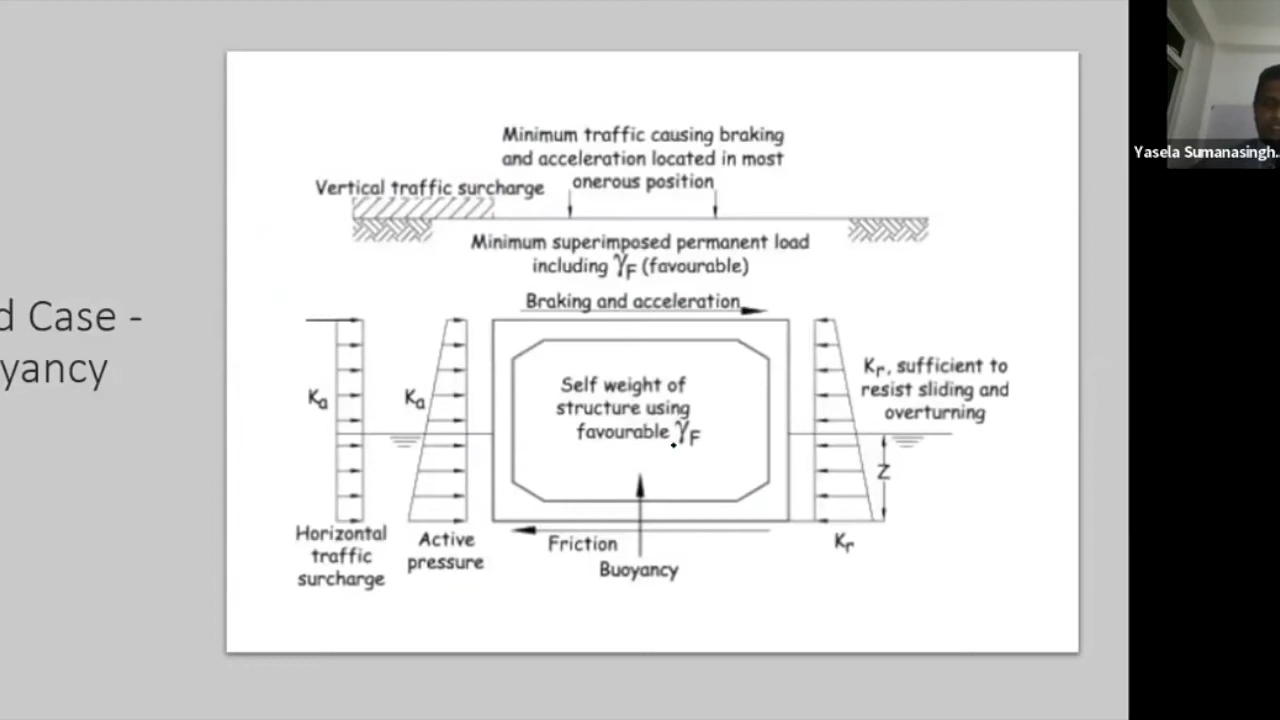 d Case -
yancy
Minimum traffic causing braking
and acceleration located in most
onerous position
Vertical traffic surcharge
Minimum superimposed permanent load
including γF (favourable)
Braking and acceleration
Ka
Ka
Self weight of
structure using
favourable γF
Kr, sufficient to
resist sliding and
overturning
Z
Horizontal
traffic
surcharge
Active
pressure
Friction
Buoyancy
Kr
Yasela Sumanasingh...